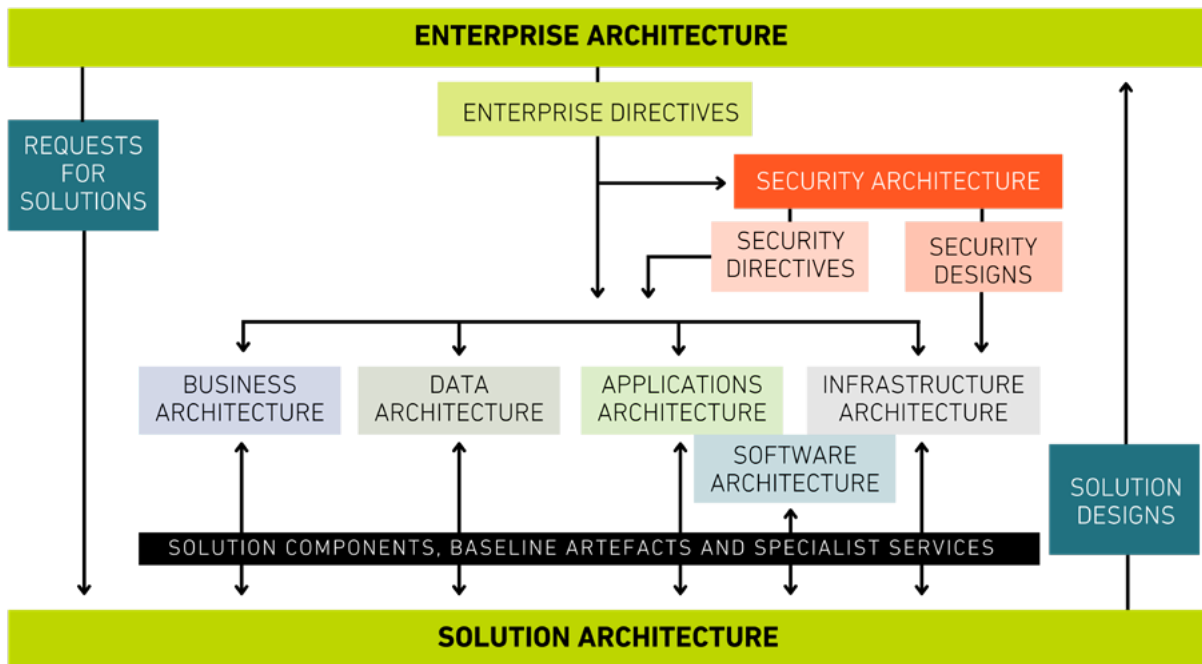 ENTERPRISE ARCHITECTURE
ENTERPRISE DIRECTIVES
REQUESTS
FOR
SOLUTIONS
SECURITY ARCHITECTURE
SECURITY
DIRECTIVES
SECURITY
DESIGNS
BUSINESS
ARCHITECTURE
DATA
ARCHITECTURE
APPLICATIONS
ARCHITECTURE
INFRASTRUCTURE
ARCHITECTURE
SOFTWARE
ARCHITECTURE
SOLUTION
DESIGNS
SOLUTION COMPONENTS, BASELINE ARTEFACTS AND SPECIALIST SERVICES
SOLUTION ARCHITECTURE